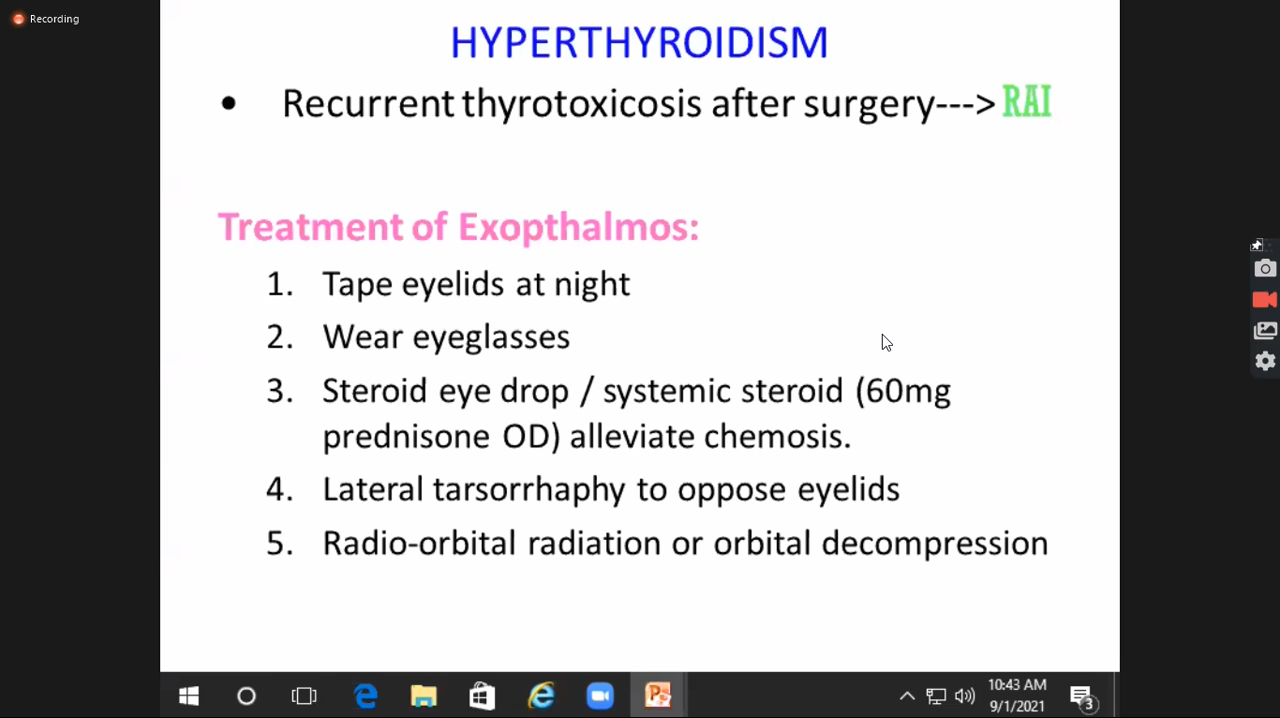 Recording
HYPERTHYROIDISM
• Recurrent thyrotoxicosis after surgery---> RAI
Treatment of Exopthalmos:
1. Tape eyelids at night
2. Wear eyeglasses
3. Steroid eye drop / systemic steroid (60mg
prednisone OD) alleviate chemosis.
4. Lateral tarsorrhaphy to oppose eyelids
5. Radio-orbital radiation or orbital decompression
10:43 AM
9/1/2021
3